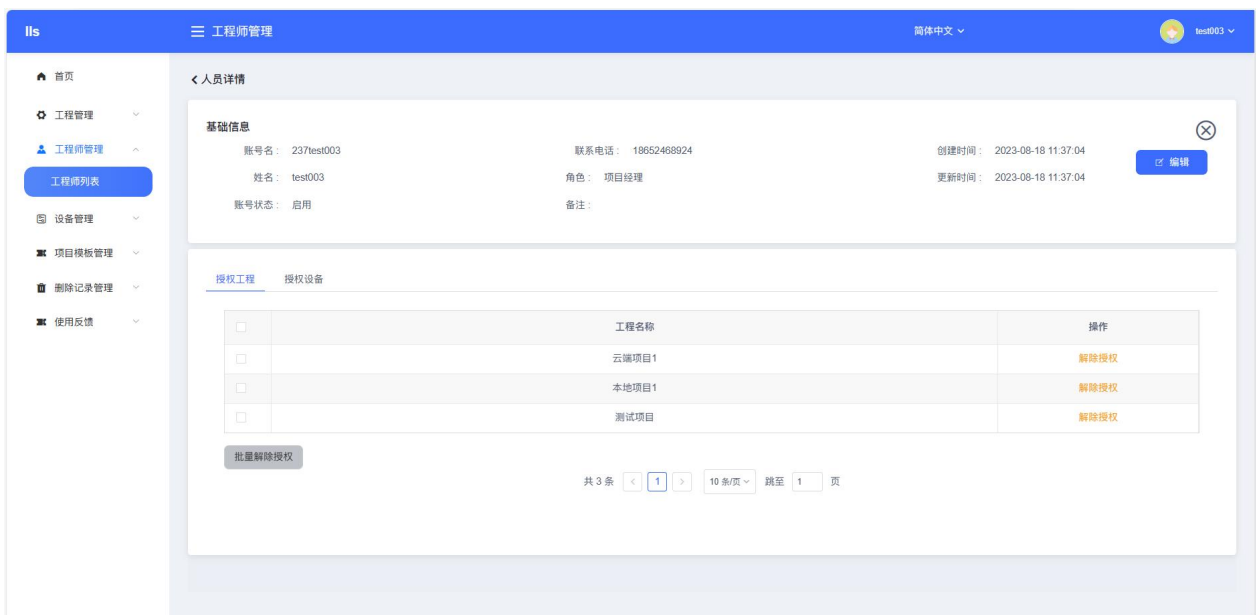 lls
工程师管理
简体中文
test003
首页
工程管理
工程师管理
工程师列表
设备管理
项目模板管理
删除记录管理
使用反馈
人员详情
基础信息
账号名： 237test003
联系电话： 18652468924
创建时间： 2023-08-18 11:37:04
编辑
姓名： test003
角色： 项目经理
更新时间： 2023-08-18 11:37:04
账号状态： 启用
备注：
授权工程 授权设备
工程名称 操作
云端项目1 解除授权
本地项目1 解除授权
测试项目 解除授权
批量解除授权
共 3 条 < 1 > 10 条/页 跳至 1 页